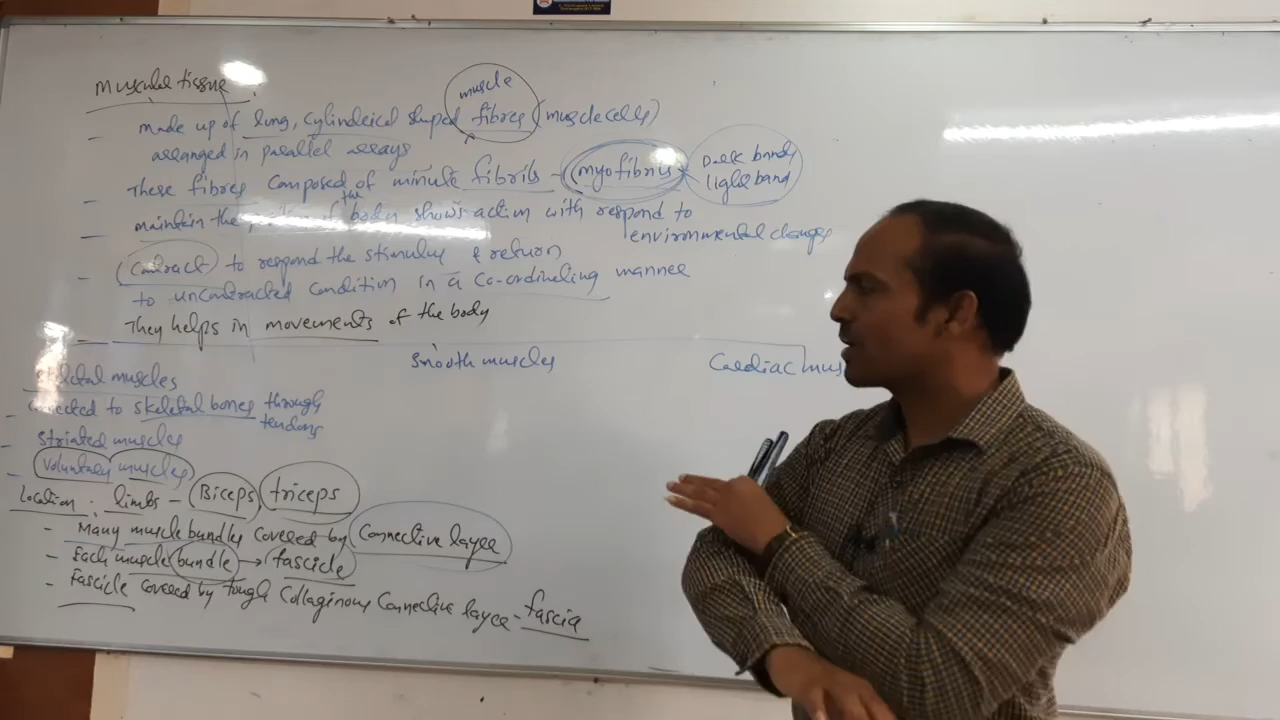 Muscular tissue
muscle
made up of long, cylindrical shaped fibres (muscle cells)
arranged in parallel arrays
These fibres composed of minute fibrils - myofibrils
Dark bands
light band
maintain the of the body shows action with respond to
environmental changes
Contract to respond the stimulus & return
to uncontracted condition in a co-ordinating manner
They helps in movements of the body
Skeletal muscles
Smooth muscles
Cardiac mus
to skeletal bones through
tendons
Striated muscles
Voluntary muscles
Location: limbs - Biceps triceps
- Many muscle bundles covered by Connective layer
- Each muscle bundle → fascicle
- Fascicle covered by tough Collaginous Connective layer - fascia